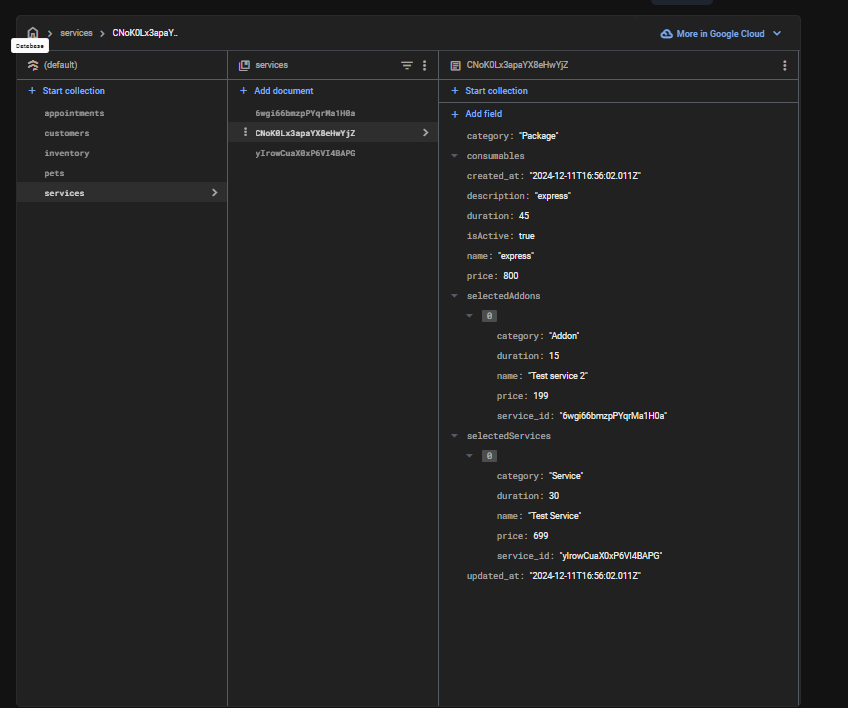 services
CNoK0Lx3apaY..
More in Google Cloud
Database
(default)
Start collection
appointments
customers
inventory
pets
services
services
Add document
6wgi66bmzpPYqrMa1H0a
CNoK0Lx3apaYX8eHwYjZ
yIrowCuaX0xP6VI4BAPG
CNoK0Lx3apaYX8eHwYjZ
Start collection
Add field
category: "Package"
consumables
created_at: "2024-12-11T16:56:02.011Z"
description: "express"
duration: 45
isActive: true
name: "express"
price: 800
selectedAddons
0
category: "Addon"
duration: 15
name: "Test service 2"
price: 199
service_id: "6wgi66bmzpPYqrMa1H0a"
selectedServices
0
category: "Service"
duration: 30
name: "Test Service"
price: 699
service_id: "yIrowCuaX0xP6VI4BAPG"
updated_at: "2024-12-11T16:56:02.011Z"